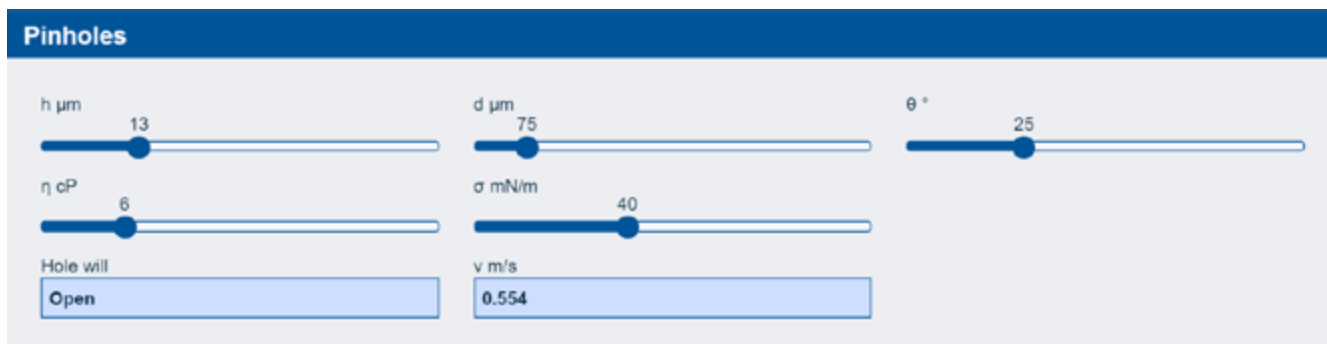 Pinholes
h µm
13
d µm
75
θ °
25
η cP
6
σ mN/m
40
Hole will
Open
v m/s
0.554